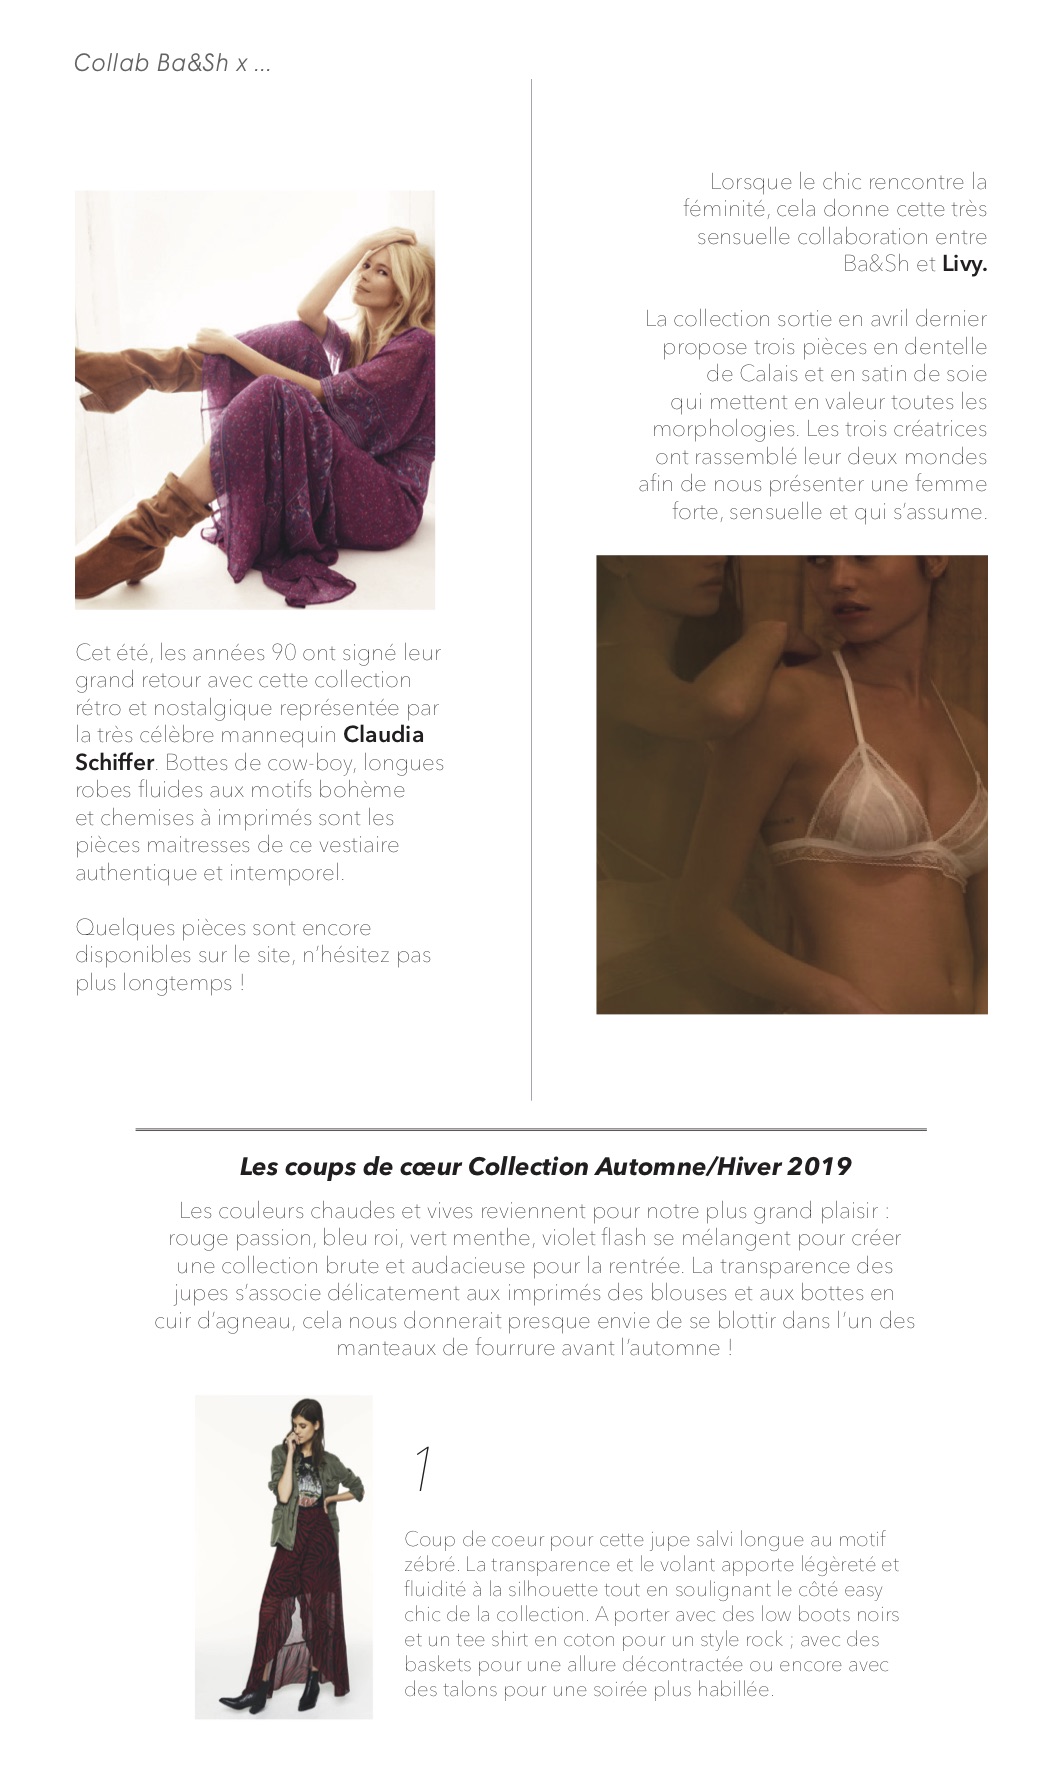 Collab Ba&Sh x ...
Cet été, les années 90 ont signé leur
grand retour avec cette collection
rétro et nostalgique représentée par
la très célèbre mannequin Claudia
Schiffer. Bottes de cow-boy, longues
robes fluides aux motifs bohème
et chemises à imprimés sont les
pièces maitresses de ce vestiaire
authentique et intemporel.
Quelques pièces sont encore
disponibles sur le site, n’hésitez pas
plus longtemps !
Lorsque le chic rencontre la
féminité, cela donne cette très
sensuelle collaboration entre
Ba&Sh et Livy.
La collection sortie en avril dernier
propose trois pièces en dentelle
de Calais et en satin de soie
qui mettent en valeur toutes les
morphologies. Les trois créatrices
ont rassemblé leur deux mondes
afin de nous présenter une femme
forte, sensuelle et qui s’assume.
Les coups de cœur Collection Automne/Hiver 2019
Les couleurs chaudes et vives reviennent pour notre plus grand plaisir :
rouge passion, bleu roi, vert menthe, violet flash se mélangent pour créer
une collection brute et audacieuse pour la rentrée. La transparence des
jupes s’associe délicatement aux imprimés des blouses et aux bottes en
cuir d’agneau, cela nous donnerait presque envie de se blottir dans l’un des
manteaux de fourrure avant l’automne !
1
Coup de coeur pour cette jupe salvi longue au motif
zébré. La transparence et le volant apporte légèreté et
fluidité à la silhouette tout en soulignant le côté easy
chic de la collection. A porter avec des low boots noirs
et un tee shirt en coton pour un style rock ; avec des
baskets pour une allure décontractée ou encore avec
des talons pour une soirée plus habillée.